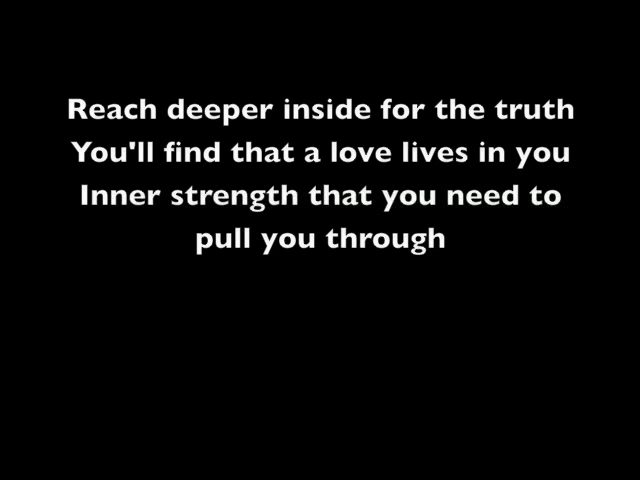 Reach deeper inside for the truth
You'll find that a love lives in you
Inner strength that you need to
pull you through